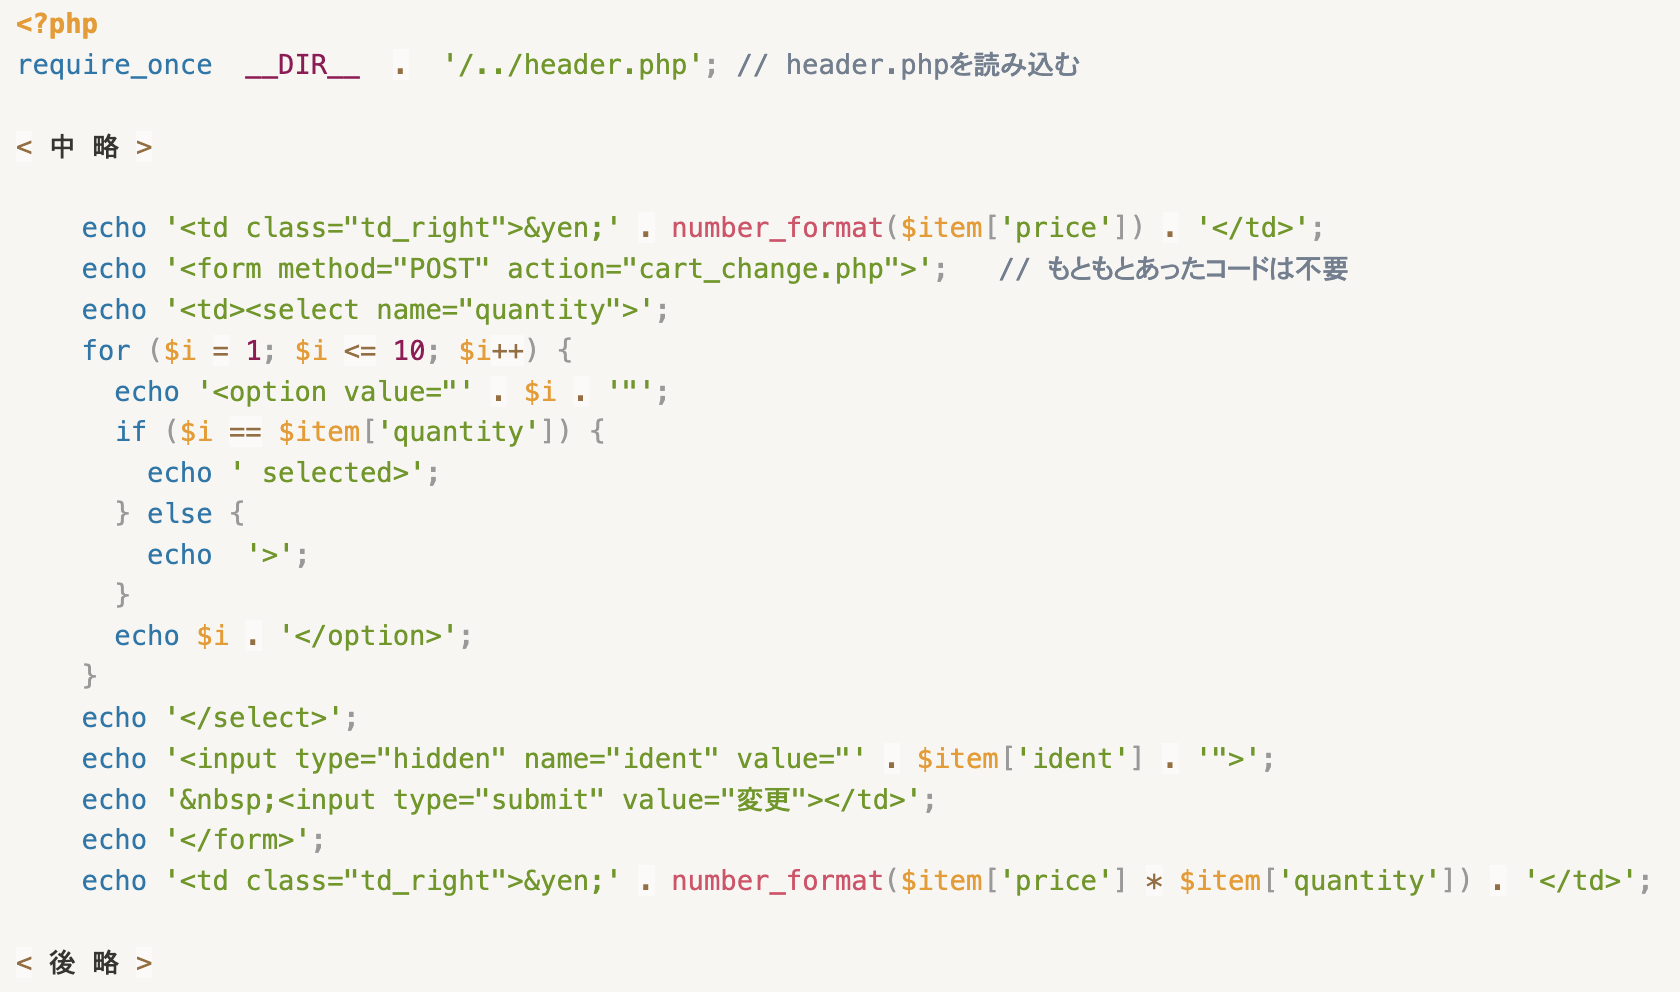 <?php
require_once  __DIR__  .  '/../header.php'; // header.phpを読み込む
< 中 略 >
    echo '<td class="td_right">&yen;' . number_format($item['price']) . '</td>';
    echo '<form method="POST" action="cart_change.php">';   // もともとあったコードは不要
    echo '<td><select name="quantity">';
    for ($i = 1; $i <= 10; $i++) {
      echo '<option value="' . $i . '"';
      if ($i == $item['quantity']) {
        echo ' selected>';
      } else {
        echo  '>';
      }
      echo $i . '</option>';
    }
    echo '</select>';
    echo '<input type="hidden" name="ident" value="' . $item['ident'] . '">';
    echo '&nbsp;<input type="submit" value="変更"></td>';
    echo '</form>';
    echo '<td class="td_right">&yen;' . number_format($item['price'] * $item['quantity']) . '</td>';
< 後 略 >